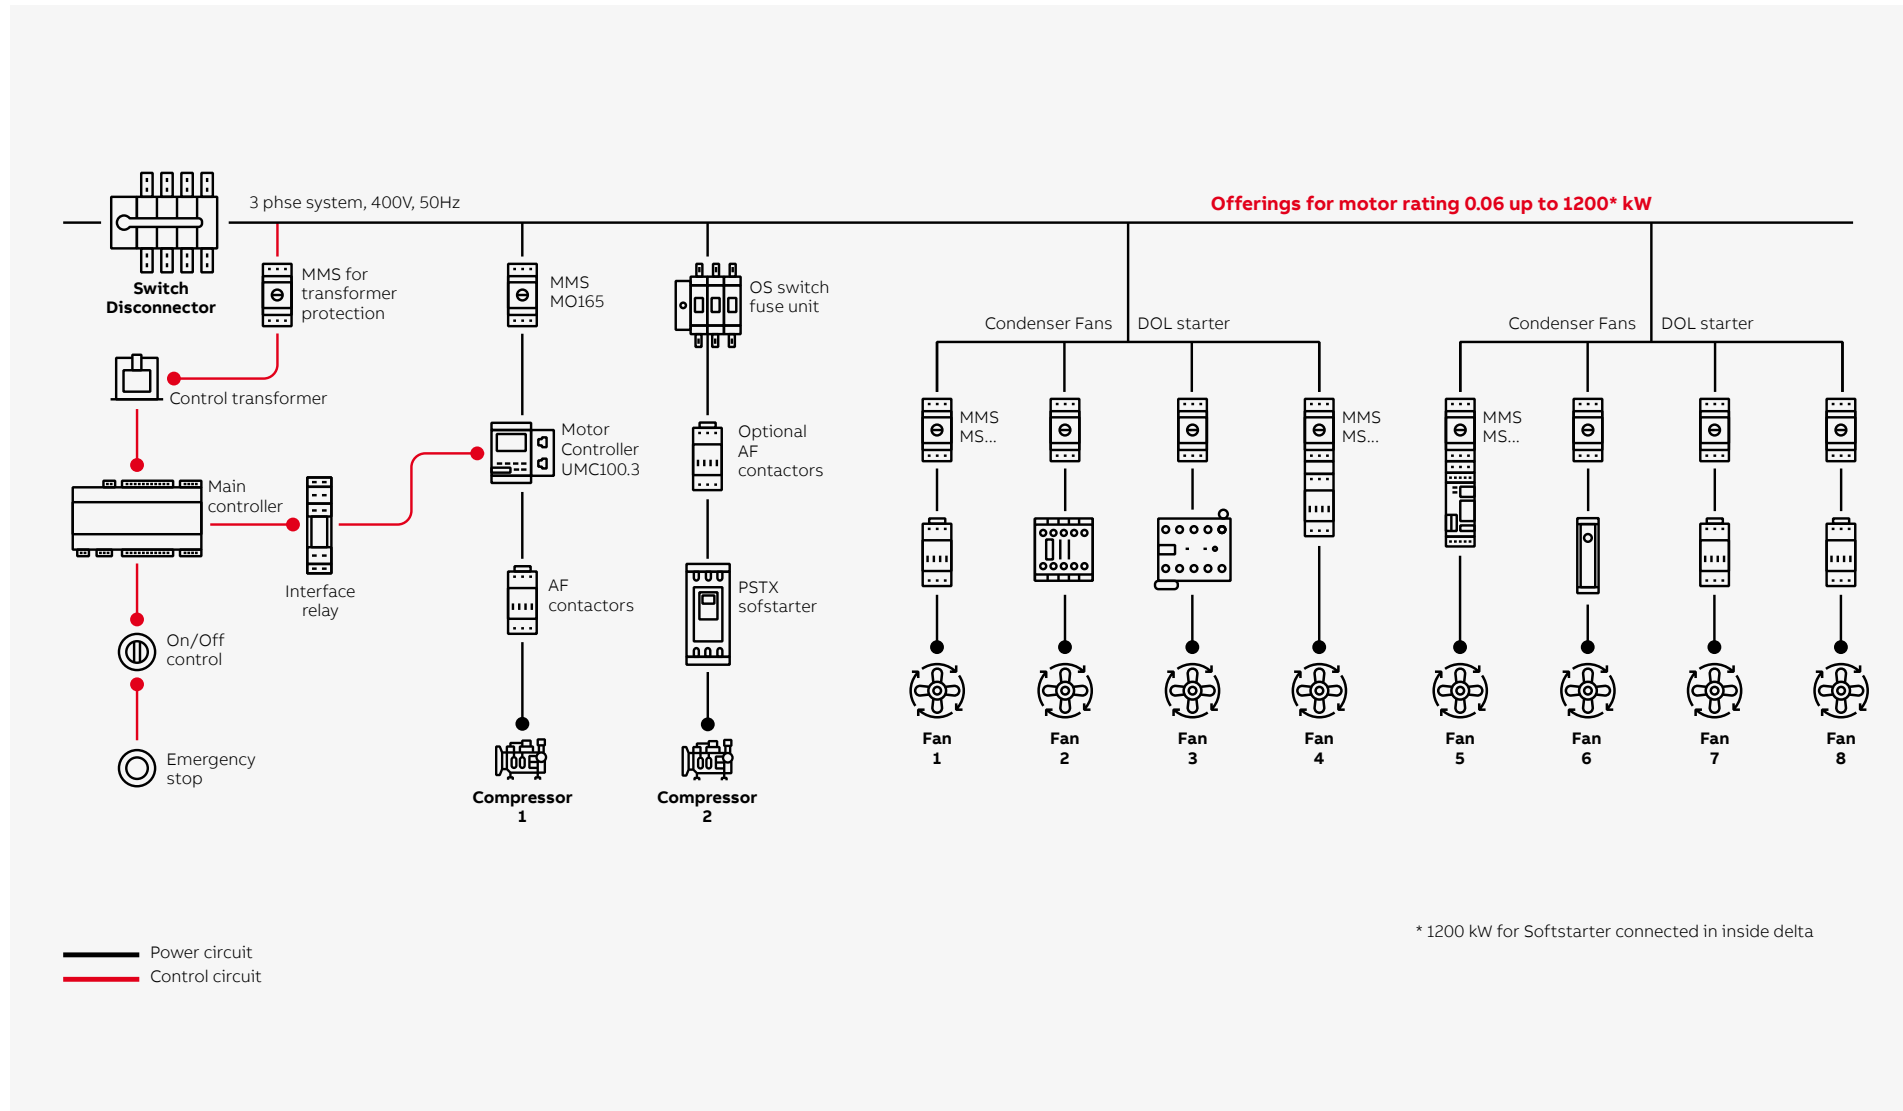 3 phse system, 400V, 50Hz
Offerings for motor rating 0.06 up to 1200* kW
Switch
Disconnector
MMS for
transformer
protection
MMS
MO165
OS switch
fuse unit
Condenser Fans
DOL starter
Condenser Fans
DOL starter
Control transformer
MMS
MS...
MMS
MS...
MMS
MS...
Motor
Controller
UMC100.3
Optional
AF
contactors
Main
controller
Interface
relay
AF
contactors
PSTX
sofstarter
On/Off
control
Emergency
stop
Compressor
1
Compressor
2
Fan
1
Fan
2
Fan
3
Fan
4
Fan
5
Fan
6
Fan
7
Fan
8
* 1200 kW for Softstarter connected in inside delta
Power circuit
Control circuit